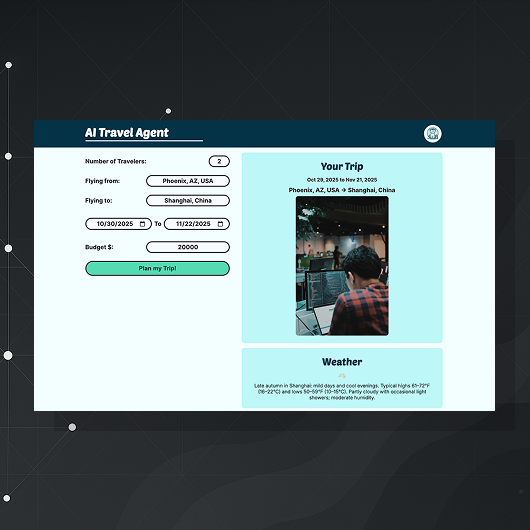 AI Travel Agent
Number of Travelers: 2
Flying from: Phoenix, AZ, USA
Flying to: Shanghai, China
10/30/2025 To 11/22/2025
Budget $: 20000
Plan my Trip!
Your Trip
Oct 29, 2025 to Nov 21, 2025
Phoenix, AZ, USA → Shanghai, China
Weather
Late autumn in Shanghai: mild days and cool evenings. Typical highs 61–72°F
(16–22°C) and lows 50–59°F (10–15°C). Partly cloudy with occasional light
showers; moderate humidity.